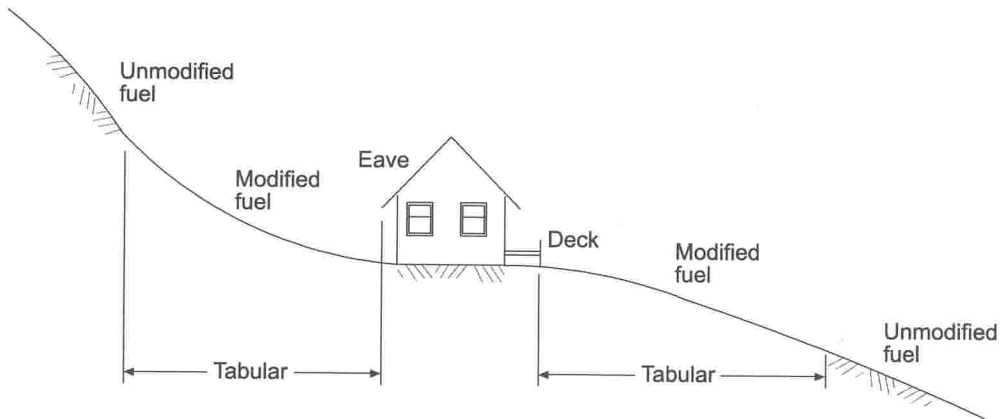 Unmodified
fuel
Modified
fuel
Eave
Deck
Modified
fuel
Unmodified
fuel
Tabular
Tabular